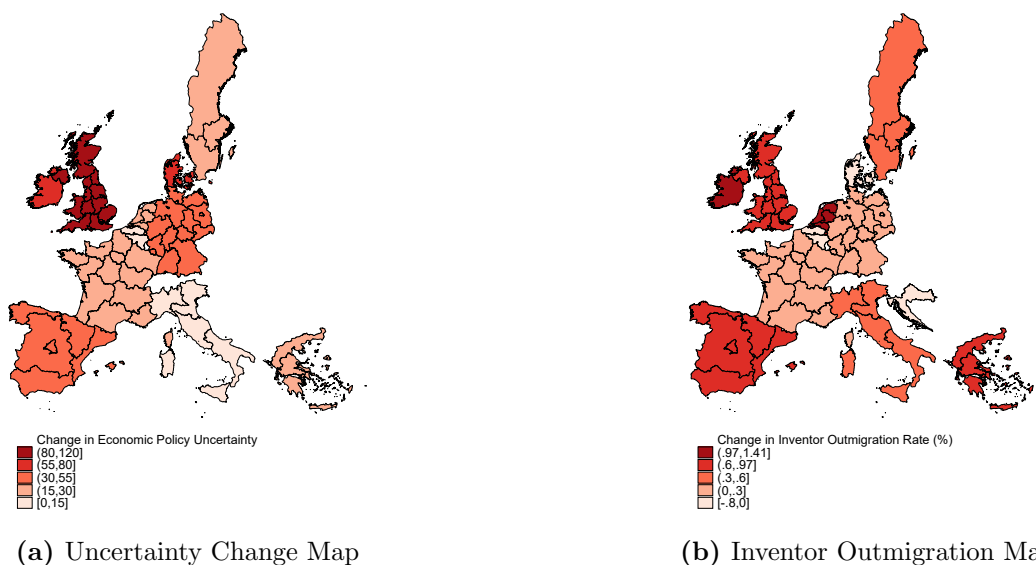 Change in Economic Policy Uncertainty
(80,120]
(55,80]
(30,55]
(15,30]
[0,15]
(a) Uncertainty Change Map
Change in Inventor Outmigration Rate (%)
(.97,1.41]
(.6,.97]
(.3,.6]
(0,.3]
[-.8,0]
(b) Inventor Outmigration Ma